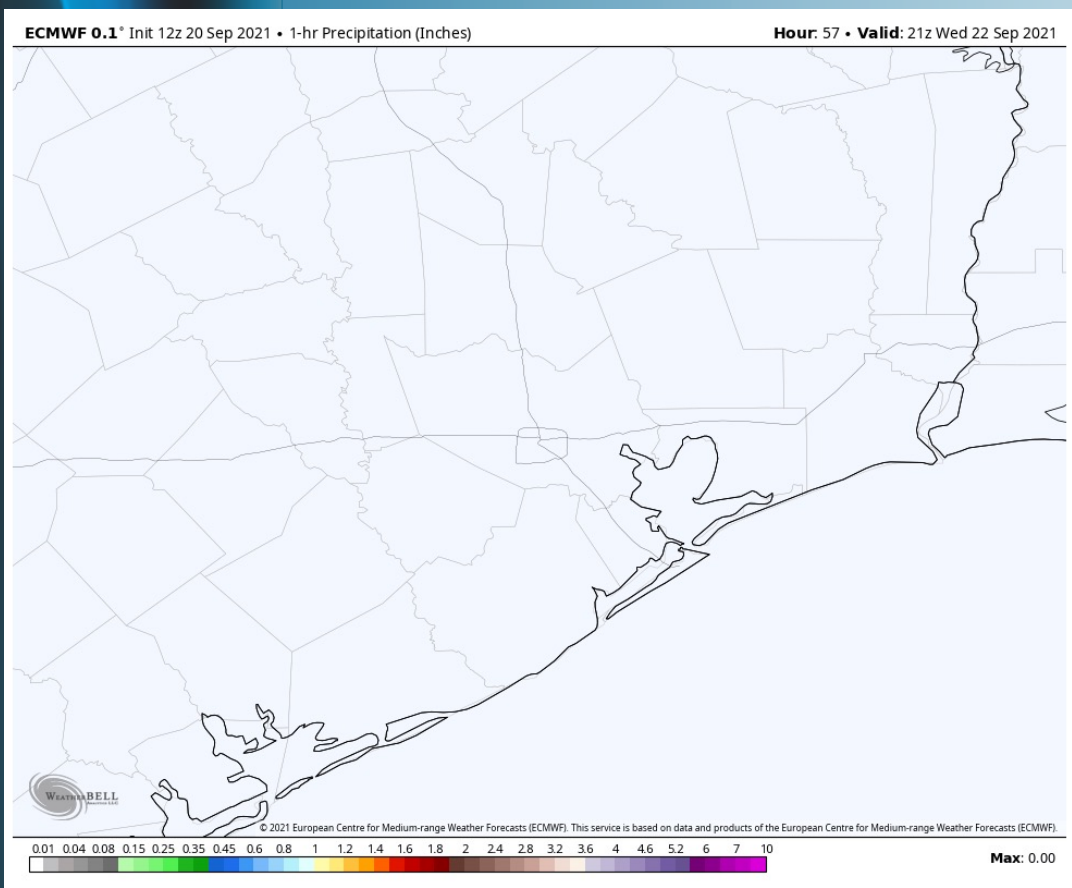 ECMWF 0.1° Init 12z 20 Sep 2021 • 1-hr Precipitation (Inches)
Hour: 57 • Valid: 21z Wed 22 Sep 2021
WEATHERBELL
© 2021 European Centre for Medium-range Weather Forecasts (ECMWF). This service is based on data and products of the European Centre for Medium-range Weather Forecasts (ECMWF).
0.01 0.04 0.08 0.15 0.25 0.35 0.45 0.6 0.8 1 1.2 1.4 1.6 1.8 2 2.4 2.8 3.2 3.6 4 4.6 5.2 6 7 10
Max: 0.00